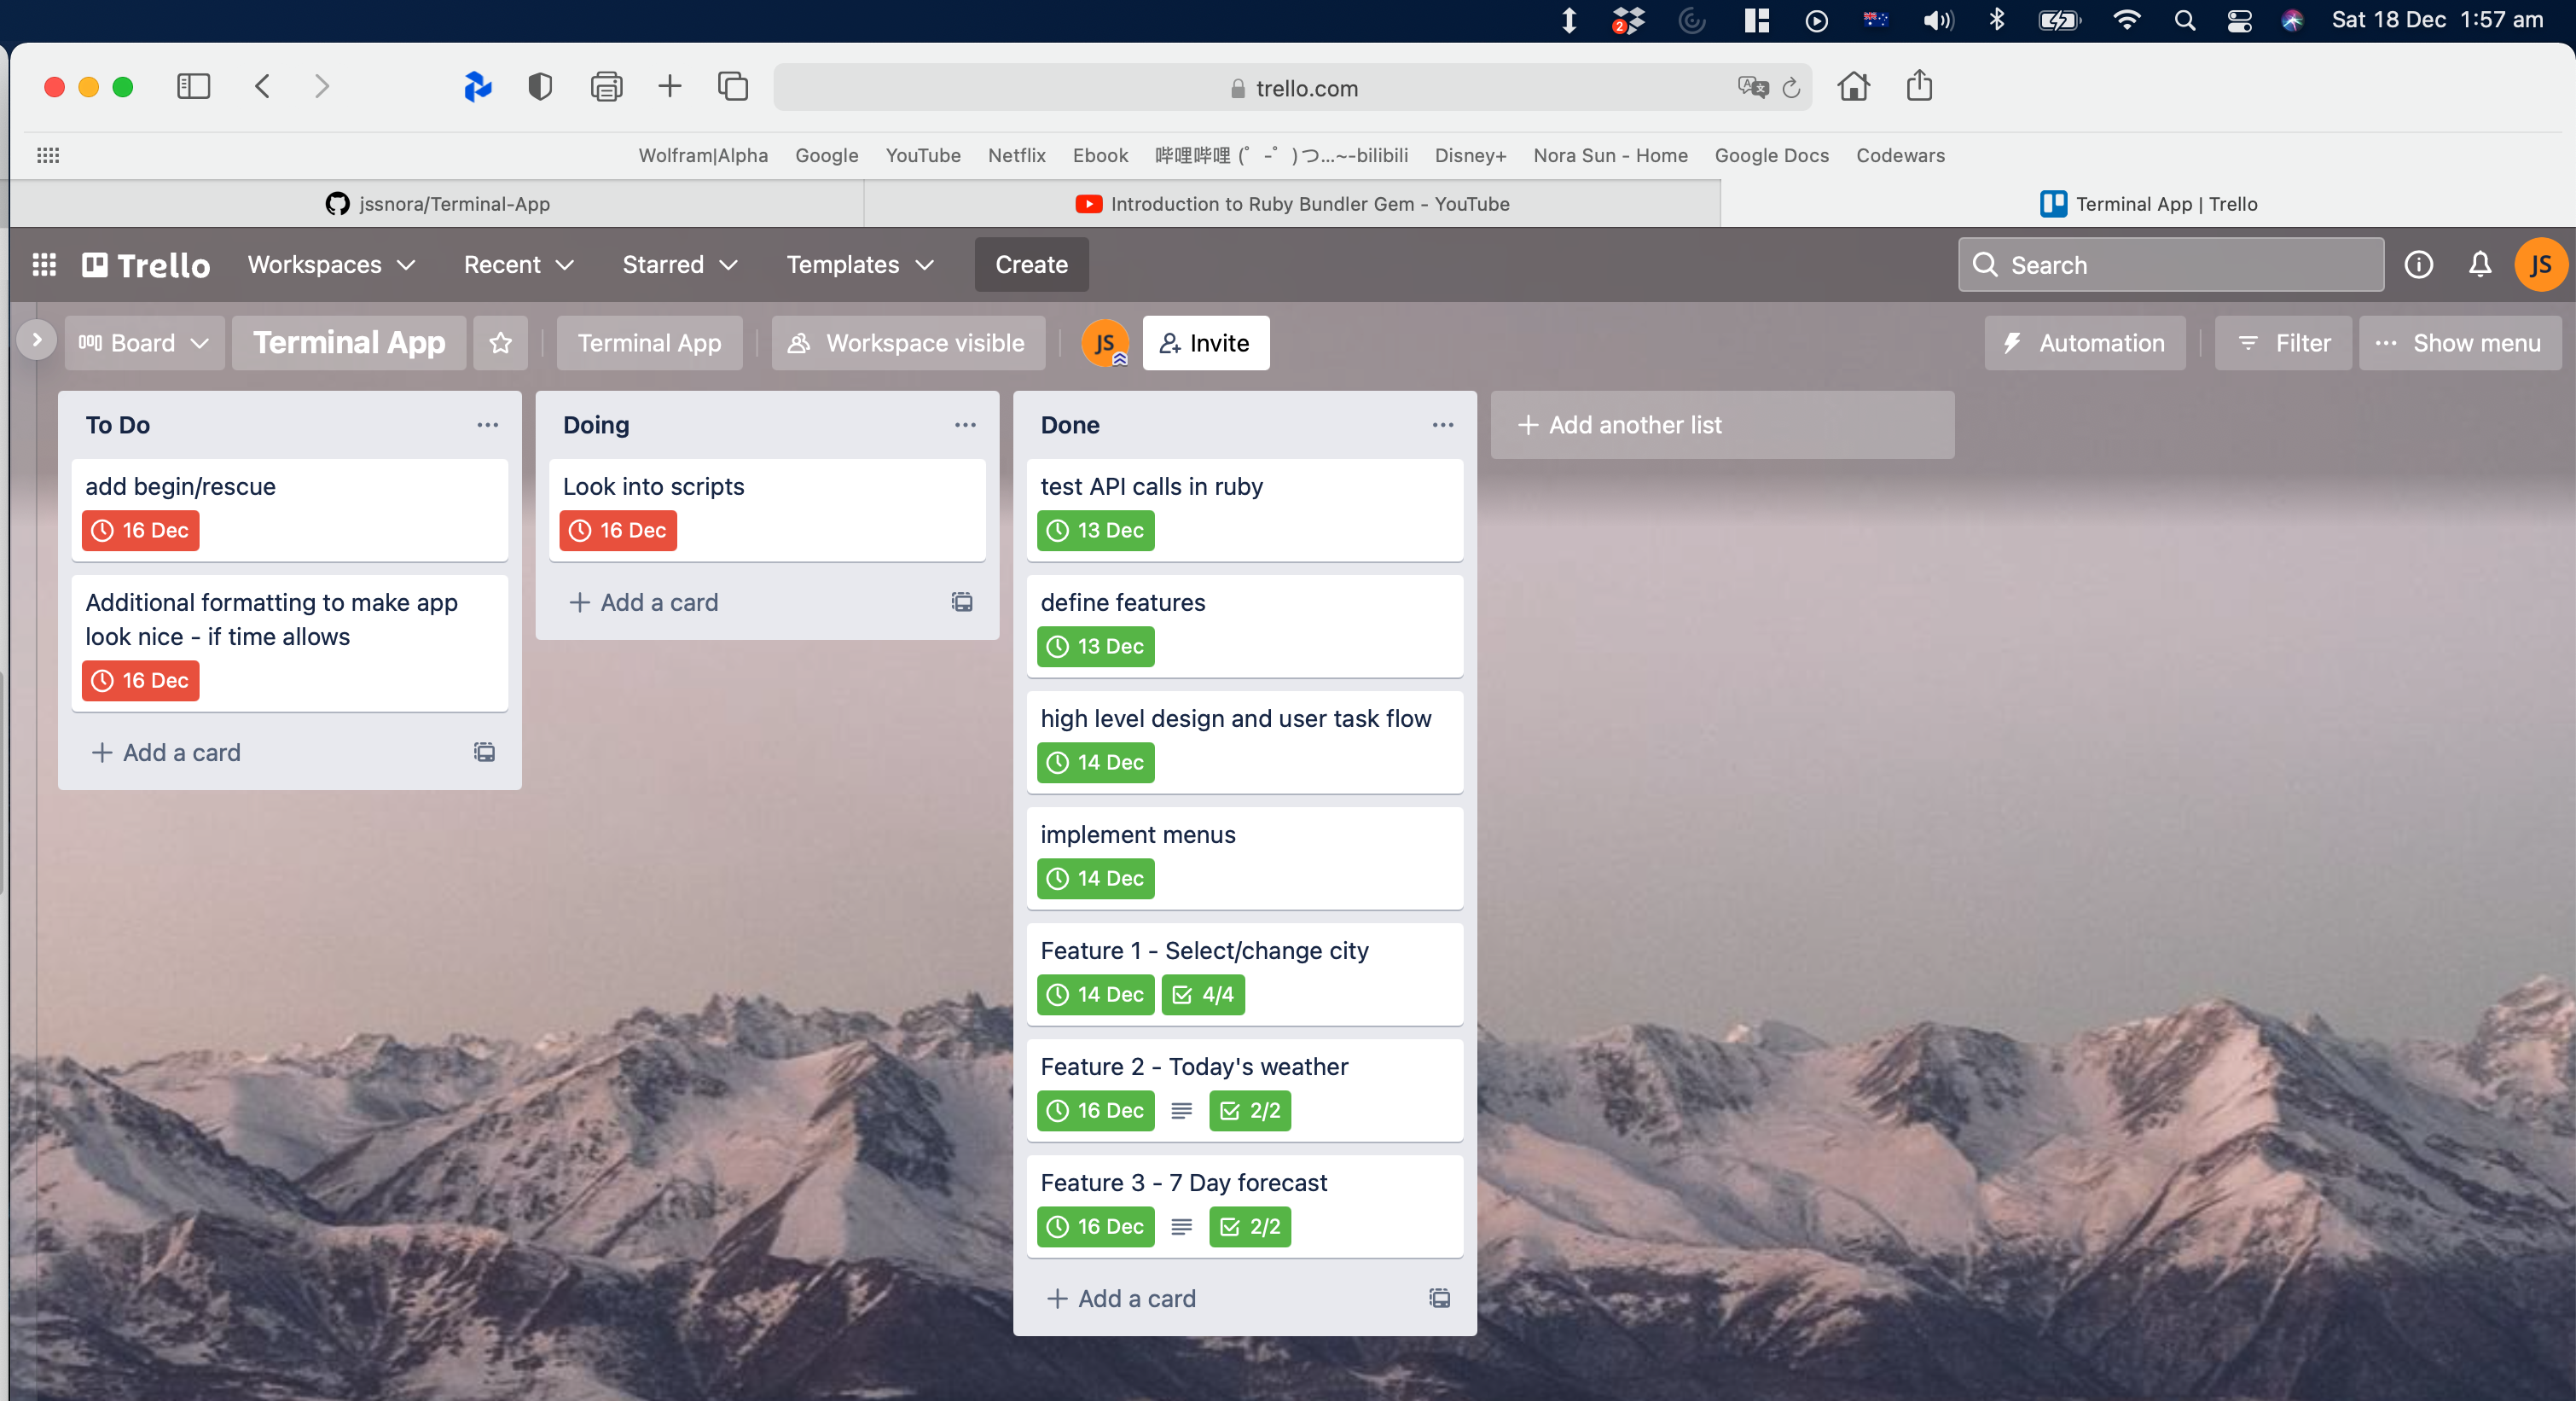 2
Sat 18 Dec 1:57 am
trello.com
Wolfram|Alpha Google YouTube Netflix Ebook 哔哩哔哩 (゜-゜)つ...~-bilibili Disney+ Nora Sun - Home Google Docs Codewars
jssnora/Terminal-App Introduction to Ruby Bundler Gem - YouTube Terminal App | Trello
Trello Workspaces Recent Starred Templates Create Search JS
Board Terminal App Terminal App Workspace visible JS Invite Automation Filter Show menu
To Do
add begin/rescue
16 Dec
Additional formatting to make app
look nice - if time allows
16 Dec
+ Add a card
Doing
Look into scripts
16 Dec
+ Add a card
Done
test API calls in ruby
13 Dec
define features
13 Dec
high level design and user task flow
14 Dec
implement menus
14 Dec
Feature 1 - Select/change city
14 Dec 4/4
Feature 2 - Today's weather
16 Dec 2/2
Feature 3 - 7 Day forecast
16 Dec 2/2
+ Add a card
+ Add another list